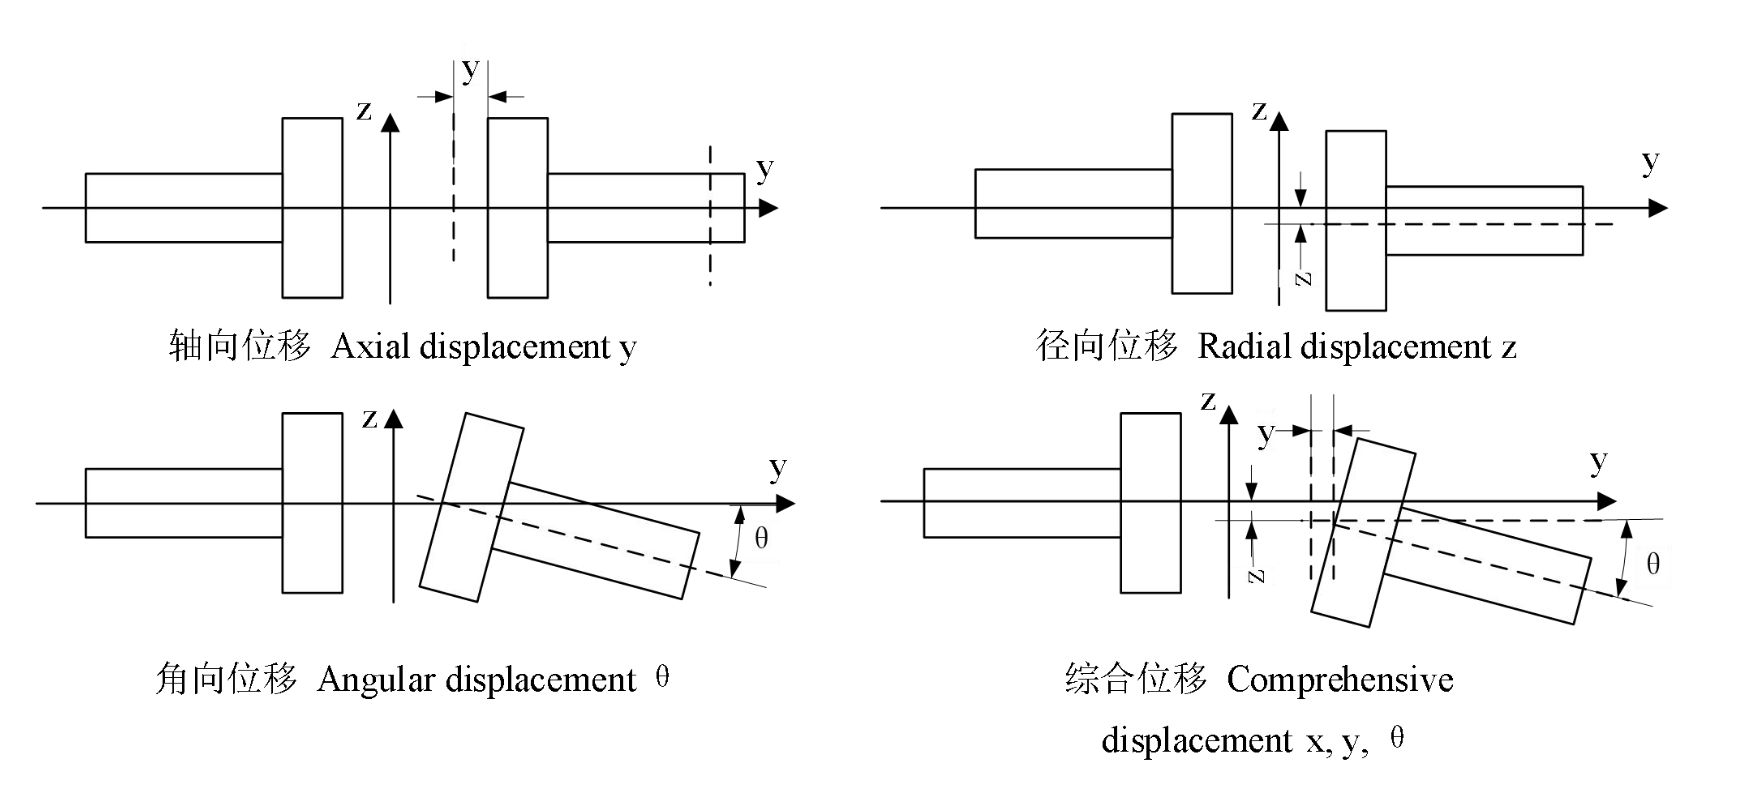 y
z
y
轴向位移 Axial displacement y
z
y
z
径向位移 Radial displacement z
z
y
θ
角向位移 Angular displacement θ
z
y
y
z
θ
综合位移 Comprehensive
displacement x, y, θ